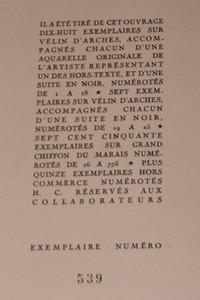 IL A ÉTÉ TIRÉ DE CET OUVRAGE
DIX-HUIT EXEMPLAIRES SUR
VÉLIN D'ARCHES, ACCOM-
PAGNÉS CHACUN D'UNE
AQUARELLE ORIGINALE DE
L'ARTISTE REPRÉSENTANT
UN DES HORS-TEXTE, ET D'UNE
SUITE EN NOIR, NUMÉROTÉS
DE 1 A 18 ★ SEPT EXEM-
PLAIRES SUR VÉLIN D'ARCHES,
ACCOMPAGNÉS CHACUN
D'UNE SUITE EN NOIR,
NUMÉROTÉS DE 19 A 25 ★
SEPT CENT CINQUANTE
EXEMPLAIRES SUR GRAND
CHIFFON DU MARAIS NUMÉ-
ROTÉS DE 26 A 775 ★ PLUS
QUINZE EXEMPLAIRES HORS
COMMERCE NUMÉROTÉS
H. C. RÉSERVÉS AUX
COLLABORATEURS
EXEMPLAIRE NUMÉRO
539